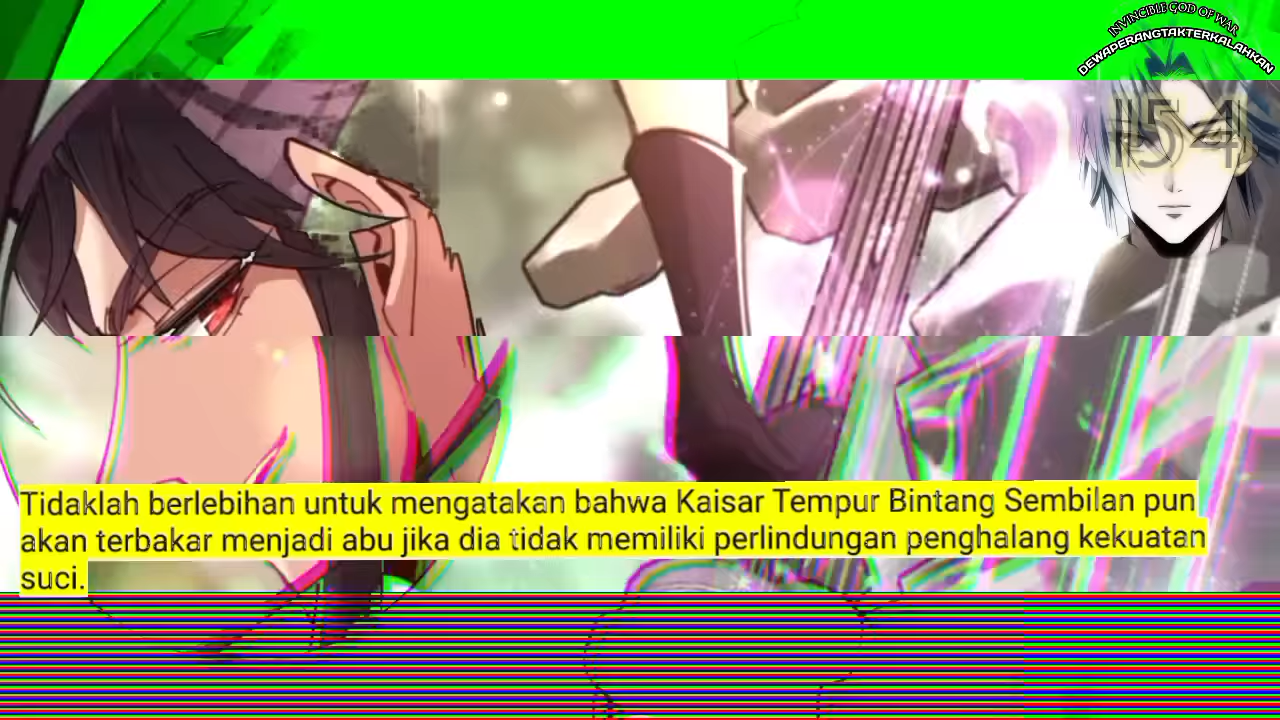 INVINCIBLE GOD OF WAR
DEWAPERANGTAKTERKALAHKAN
154
Tidaklah berlebihan untuk mengatakan bahwa Kaisar Tempur Bintang Sembilan pun
akan terbakar menjadi abu jika dia tidak memiliki perlindungan penghalang kekuatan
suci.